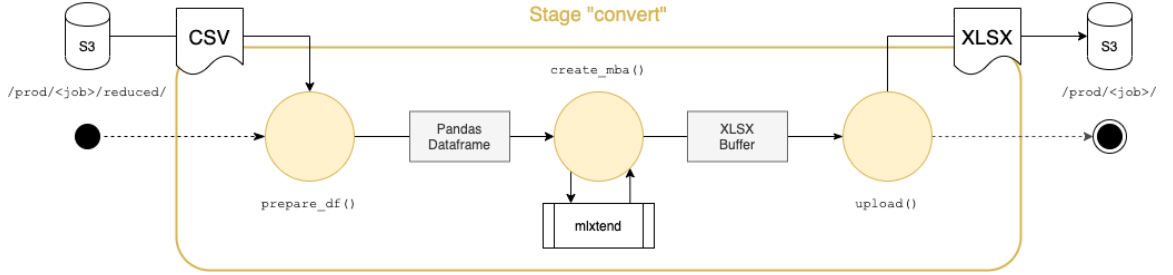 Stage "convert"
S3
CSV
XLSX
S3
/prod/<job>/reduced/
create_mba()
/prod/<job>/
Pandas
Dataframe
XLSX
Buffer
prepare_df()
mlxtend
upload()